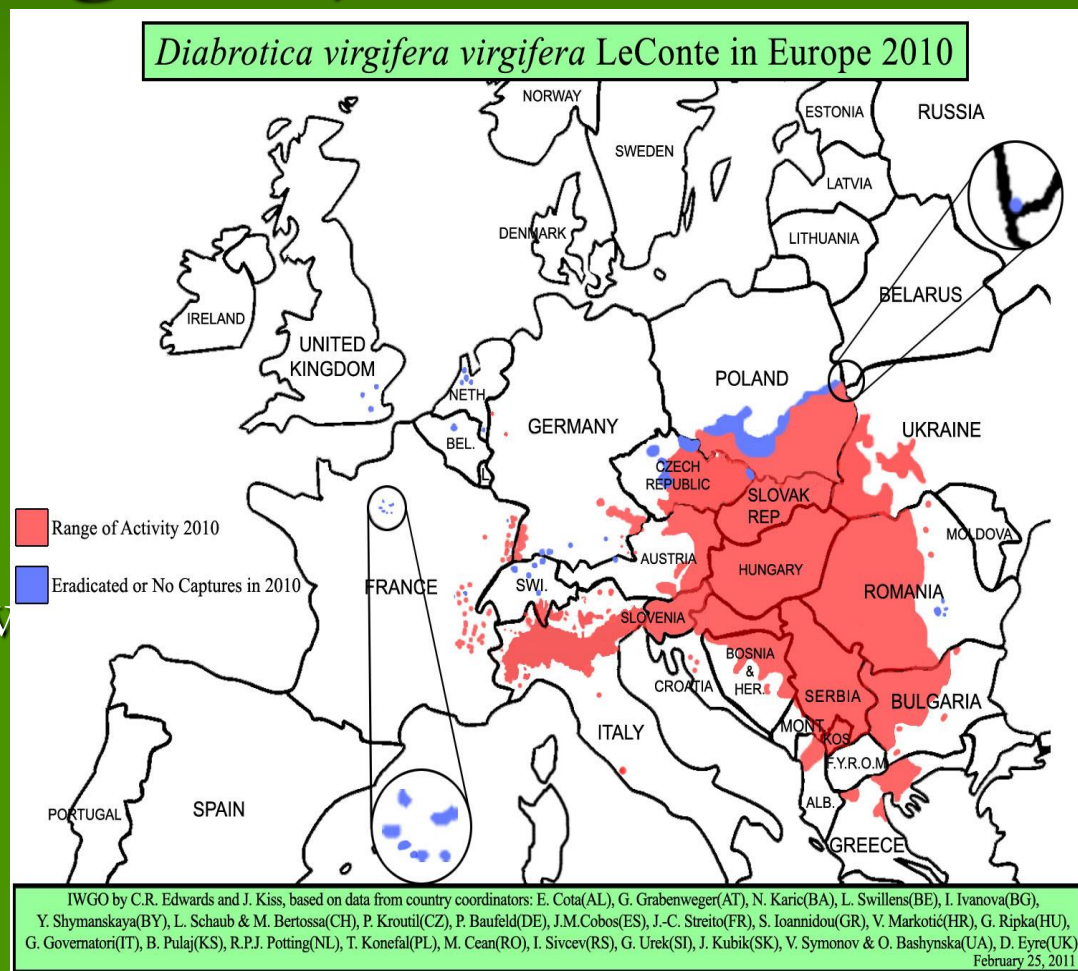 Diabrotica virgifera virgifera LeConte in Europe 2010
NORWAY
ESTONIA
RUSSIA
SWEDEN
LATVIA
DENMARK
LITHUANIA
BELARUS
IRELAND
UNITED
KINGDOM
NETH.
POLAND
GERMANY
UKRAINE
BEL.
L.
CZECH
REPUBLIC
SLOVAK
REP.
Range of Activity 2010
MOLDOVA
AUSTRIA
HUNGARY
Eradicated or No Captures in 2010
FRANCE
SWI.
ROMANIA
SLOVENIA
BOSNIA
&
HER.
CROATIA
SERBIA
BULGARIA
ITALY
MONT.
KOS.
F.Y.R.O.M
ALB.
PORTUGAL
SPAIN
GREECE
IWGO by C.R. Edwards and J. Kiss, based on data from country coordinators: E. Cota(AL), G. Grabenweger(AT), N. Karic(BA), L. Swillens(BE), I. Ivanova(BG),
Y. Shymanskaya(BY), L. Schaub & M. Bertossa(CH), P. Kroutil(CZ), P. Baufeld(DE), J.M.Cobos(ES), J.-C. Streito(FR), S. Ioannidou(GR), V. Markotić(HR), G. Ripka(HU),
G. Governatori(IT), B. Pulaj(KS), R.P.J. Potting(NL), T. Konefal(PL), M. Cean(RO), I. Sivcev(RS), G. Urek(SI), J. Kubik(SK), V. Symonov & O. Bashynska(UA), D. Eyre(UK)
February 25, 2011